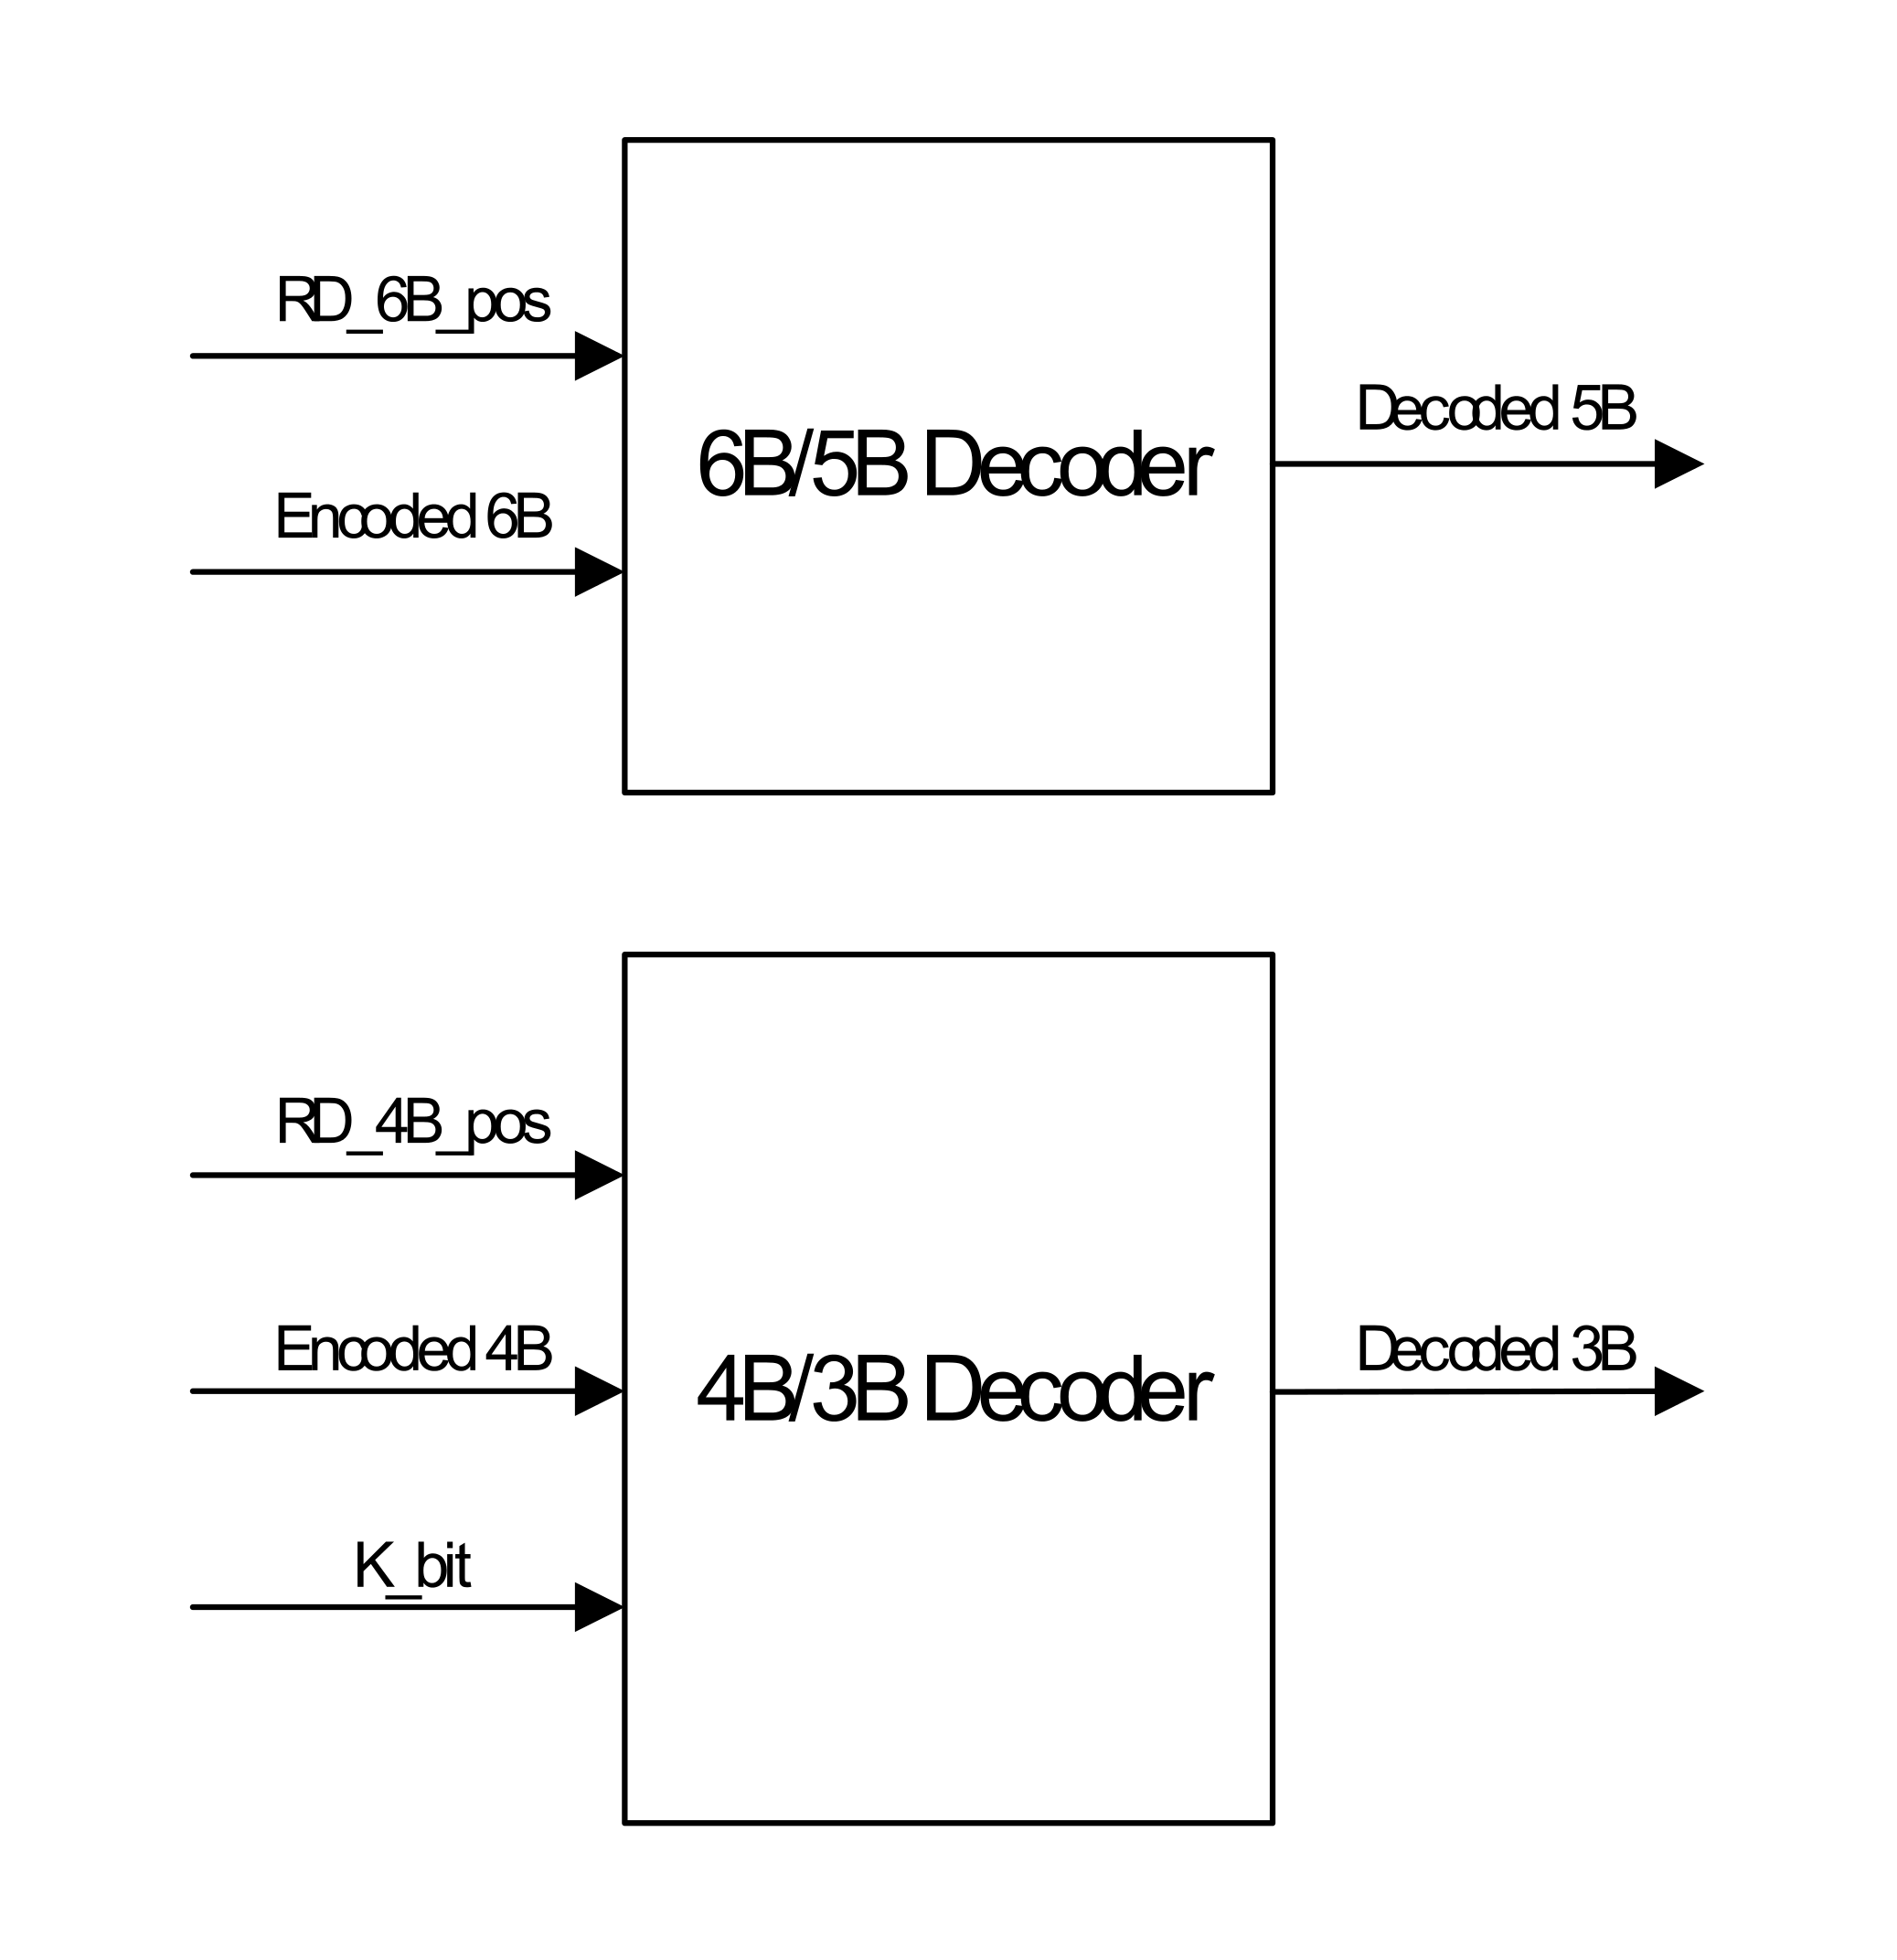 RD_6B_pos
Encoded 6B
6B/5B Decoder
Decoded 5B
RD_4B_pos
Encoded 4B
K_bit
4B/3B Decoder
Decoded 3B